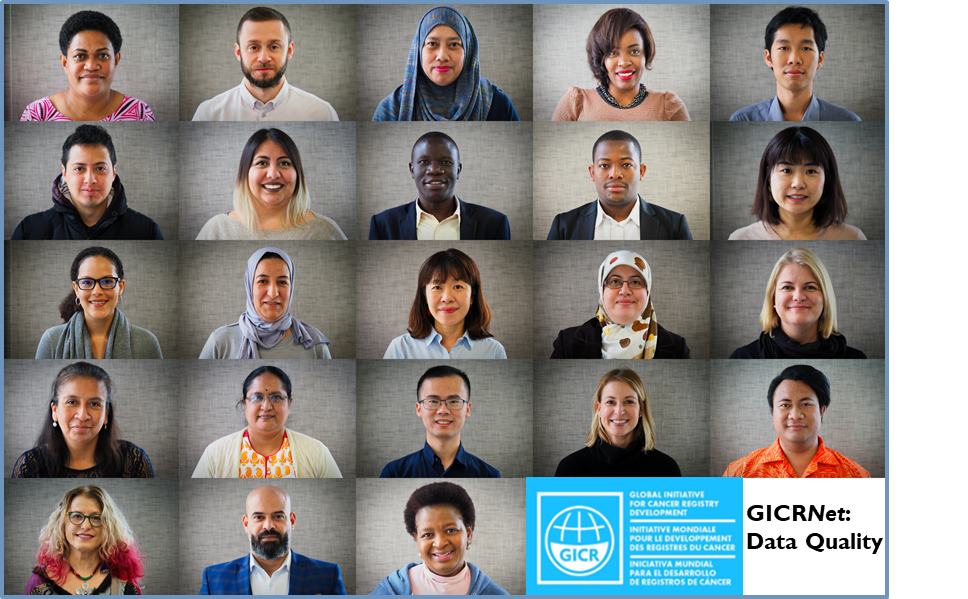 GICR
GLOBAL INITIATIVE
FOR CANCER REGISTRY
DEVELOPMENT
INITIATIVE MONDIALE
POUR LE DEVELOPPEMENT
DES REGISTRES DU CANCER
INICIATIVA MUNDIAL
PARA EL DESARROLLO
DE REGISTROS DE CÁNCER
GICRNet:
Data Quality